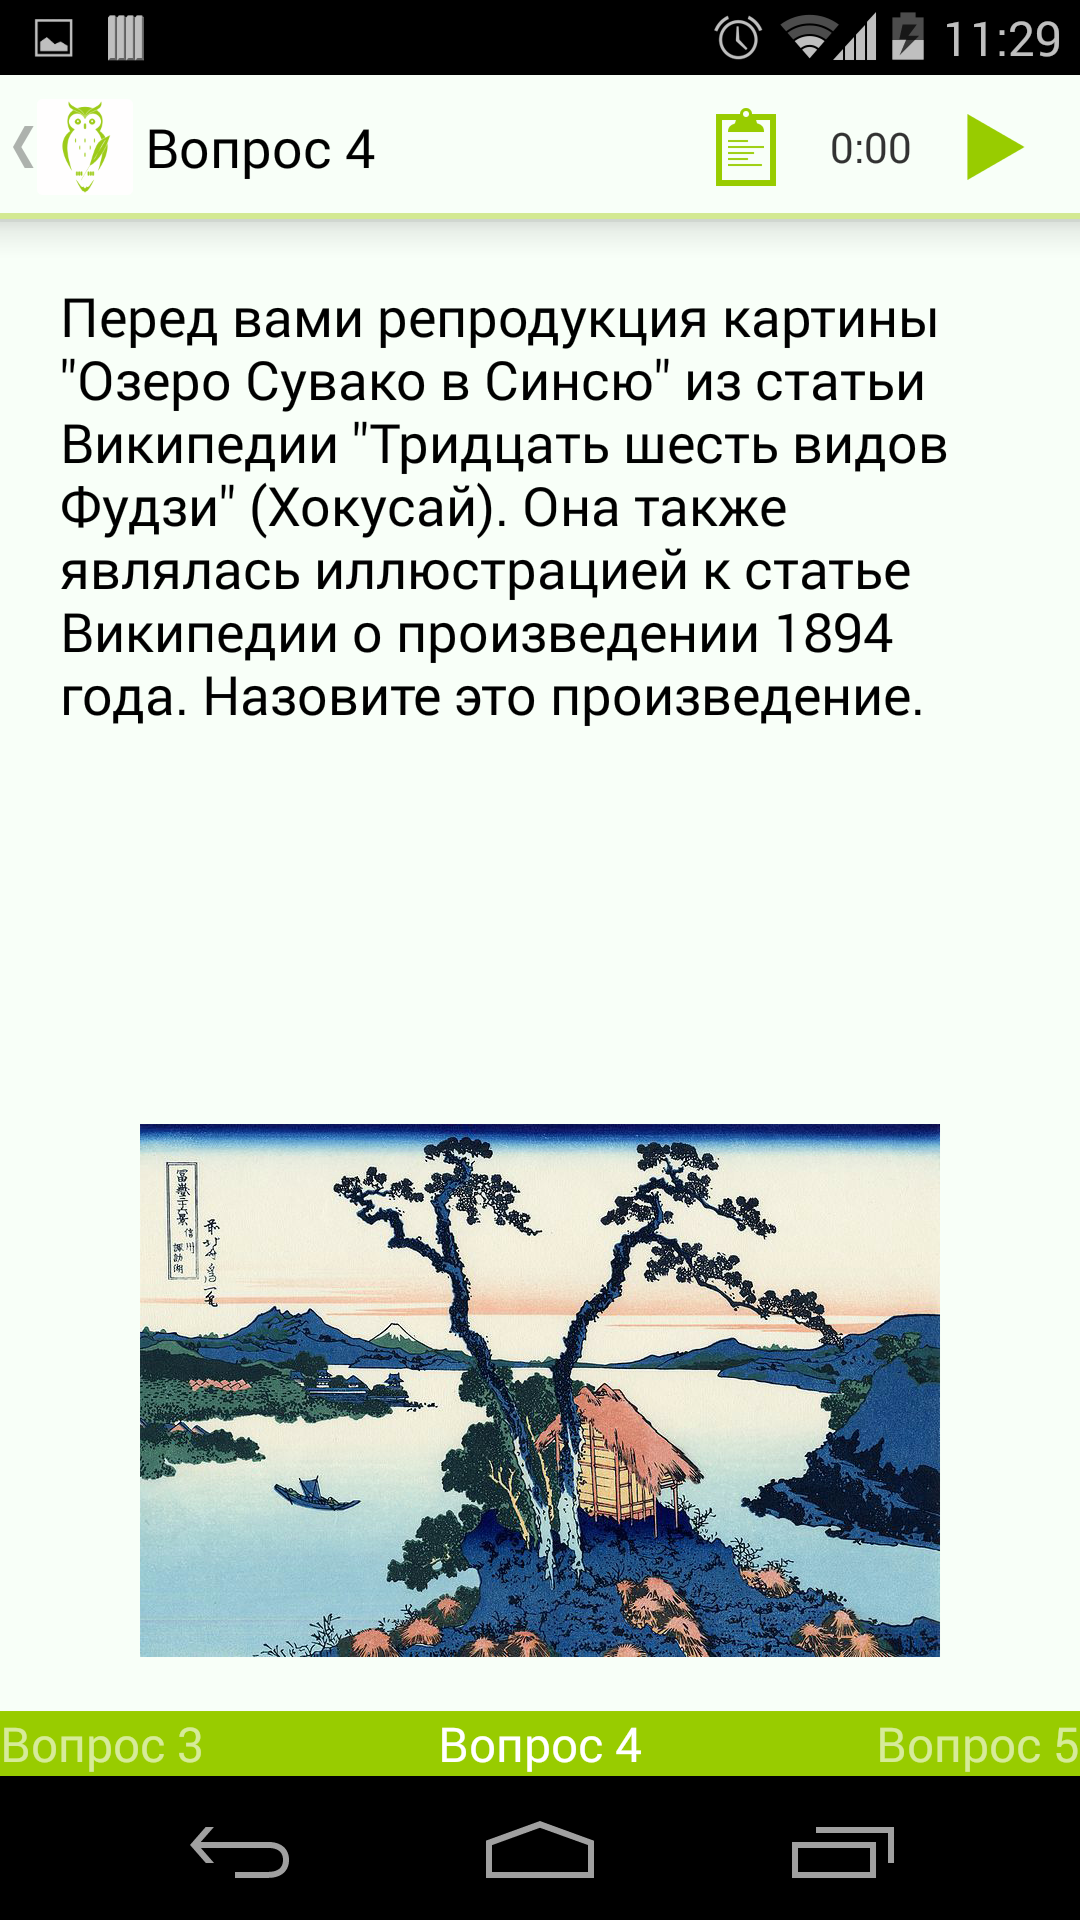 11:29
Вопрос 4
0:00
Перед вами репродукция картины
"Озеро Сувако в Синсю" из статьи
Википедии "Тридцать шесть видов
Фудзи" (Хокусай). Она также
являлась иллюстрацией к статье
Википедии о произведении 1894
года. Назовите это произведение.
Вопрос 3
Вопрос 4
Вопрос 5